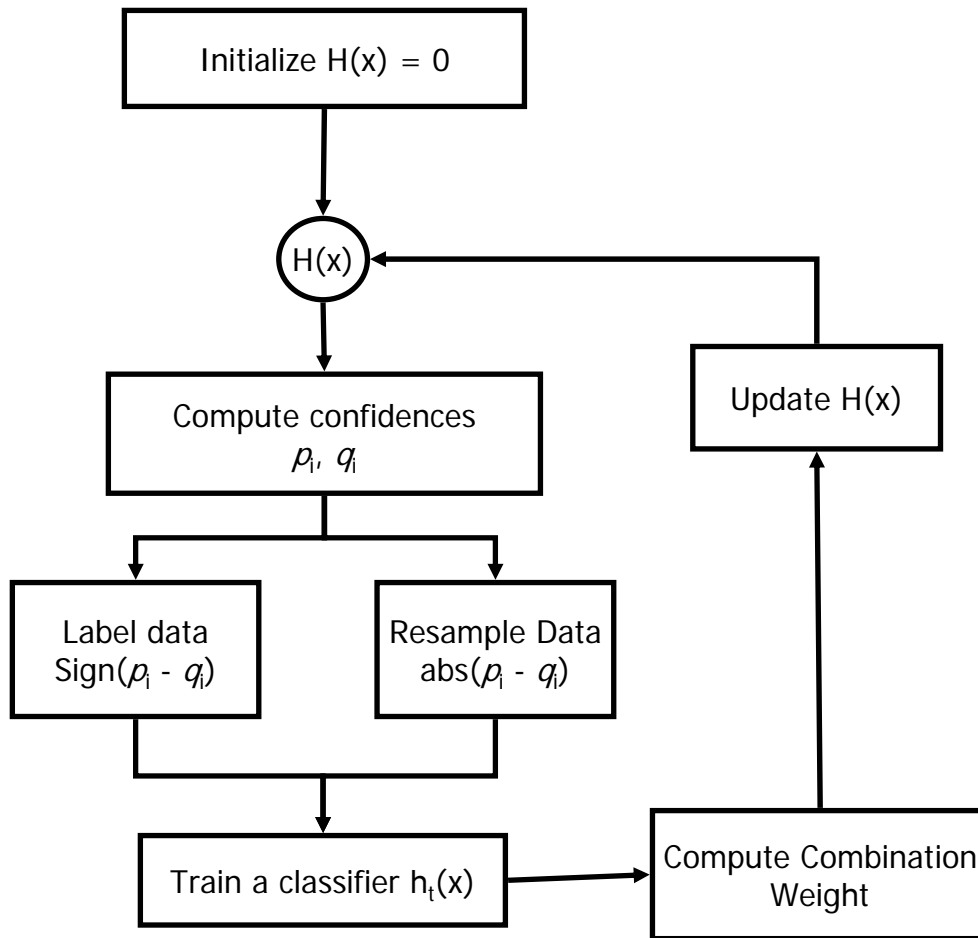 Initialize H(x) = 0
H(x)
Compute confidences
pᵢ, qᵢ
Update H(x)
Label data
Sign(pᵢ - qᵢ)
Resample Data
abs(pᵢ - qᵢ)
Train a classifier hₜ(x)
Compute Combination
Weight